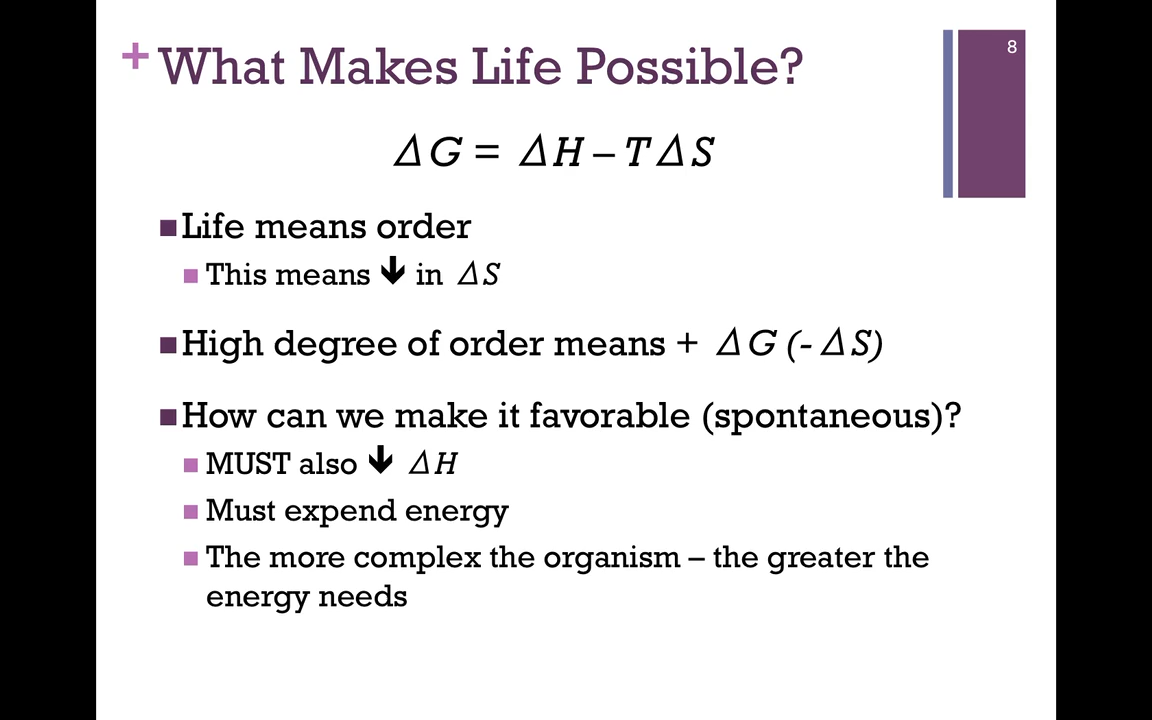 + What Makes Life Possible?
8
ΔG = ΔH – TΔS
■ Life means order
■ This means 🡻 in ΔS
■ High degree of order means + ΔG (- ΔS)
■ How can we make it favorable (spontaneous)?
■ MUST also 🡻 ΔH
■ Must expend energy
■ The more complex the organism – the greater the
energy needs